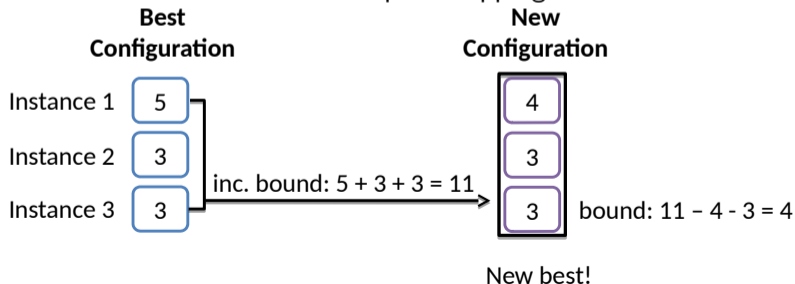 Best
Configuration
New
Configuration
Instance 1
5
4
Instance 2
3
3
inc. bound: 5 + 3 + 3 = 11
Instance 3
3
3
bound: 11 – 4 - 3 = 4
New best!